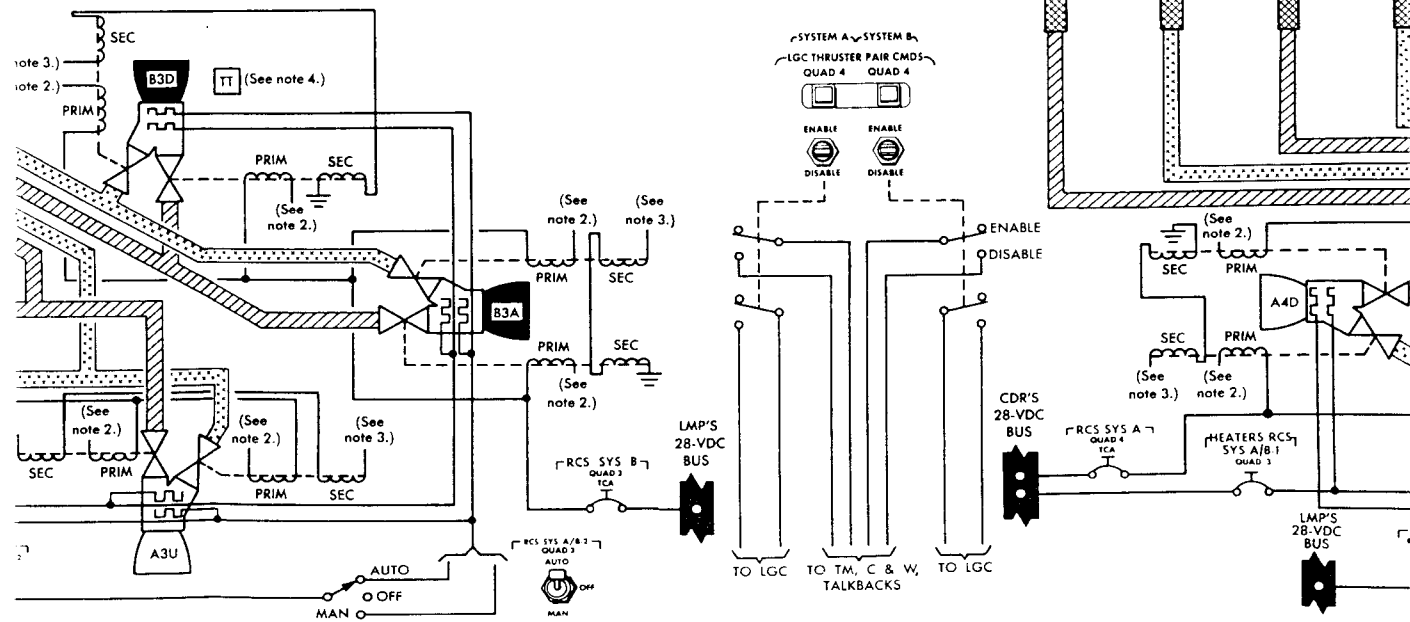 SEC
note 3.)
note 2.)
PRIM
B3D
TT (See note 4.)
PRIM
SEC
(See
note 2.)
(See
note 2.)
(See
note 3.)
PRIM
SEC
B3A
PRIM
SEC
(See
note 2.)
(See
note 2.)
(See
note 2.)
(See
note 3.)
SEC
PRIM
PRIM
SEC
A3U
RCS SYS B
QUAD 3
TCA
LMP'S
28-VDC
BUS
AUTO
OFF
MAN
RCS SYS A/B-2
QUAD 3
AUTO
OFF
MAN
SYSTEM A
SYSTEM B
LGC THRUSTER PAIR CMDS
QUAD 4
QUAD 4
ENABLE
ENABLE
DISABLE
DISABLE
ENABLE
DISABLE
TO LGC
TO TM, C & W,
TALKBACKS
TO LGC
CDR'S
28-VDC
BUS
(See
note 2.)
SEC
PRIM
A4D
SEC
PRIM
(See
note 3.)
(See
note 2.)
RCS SYS A
QUAD 4
TCA
HEATERS RCS
SYS A/B-1
QUAD 3
LMP'S
28-VDC
BUS